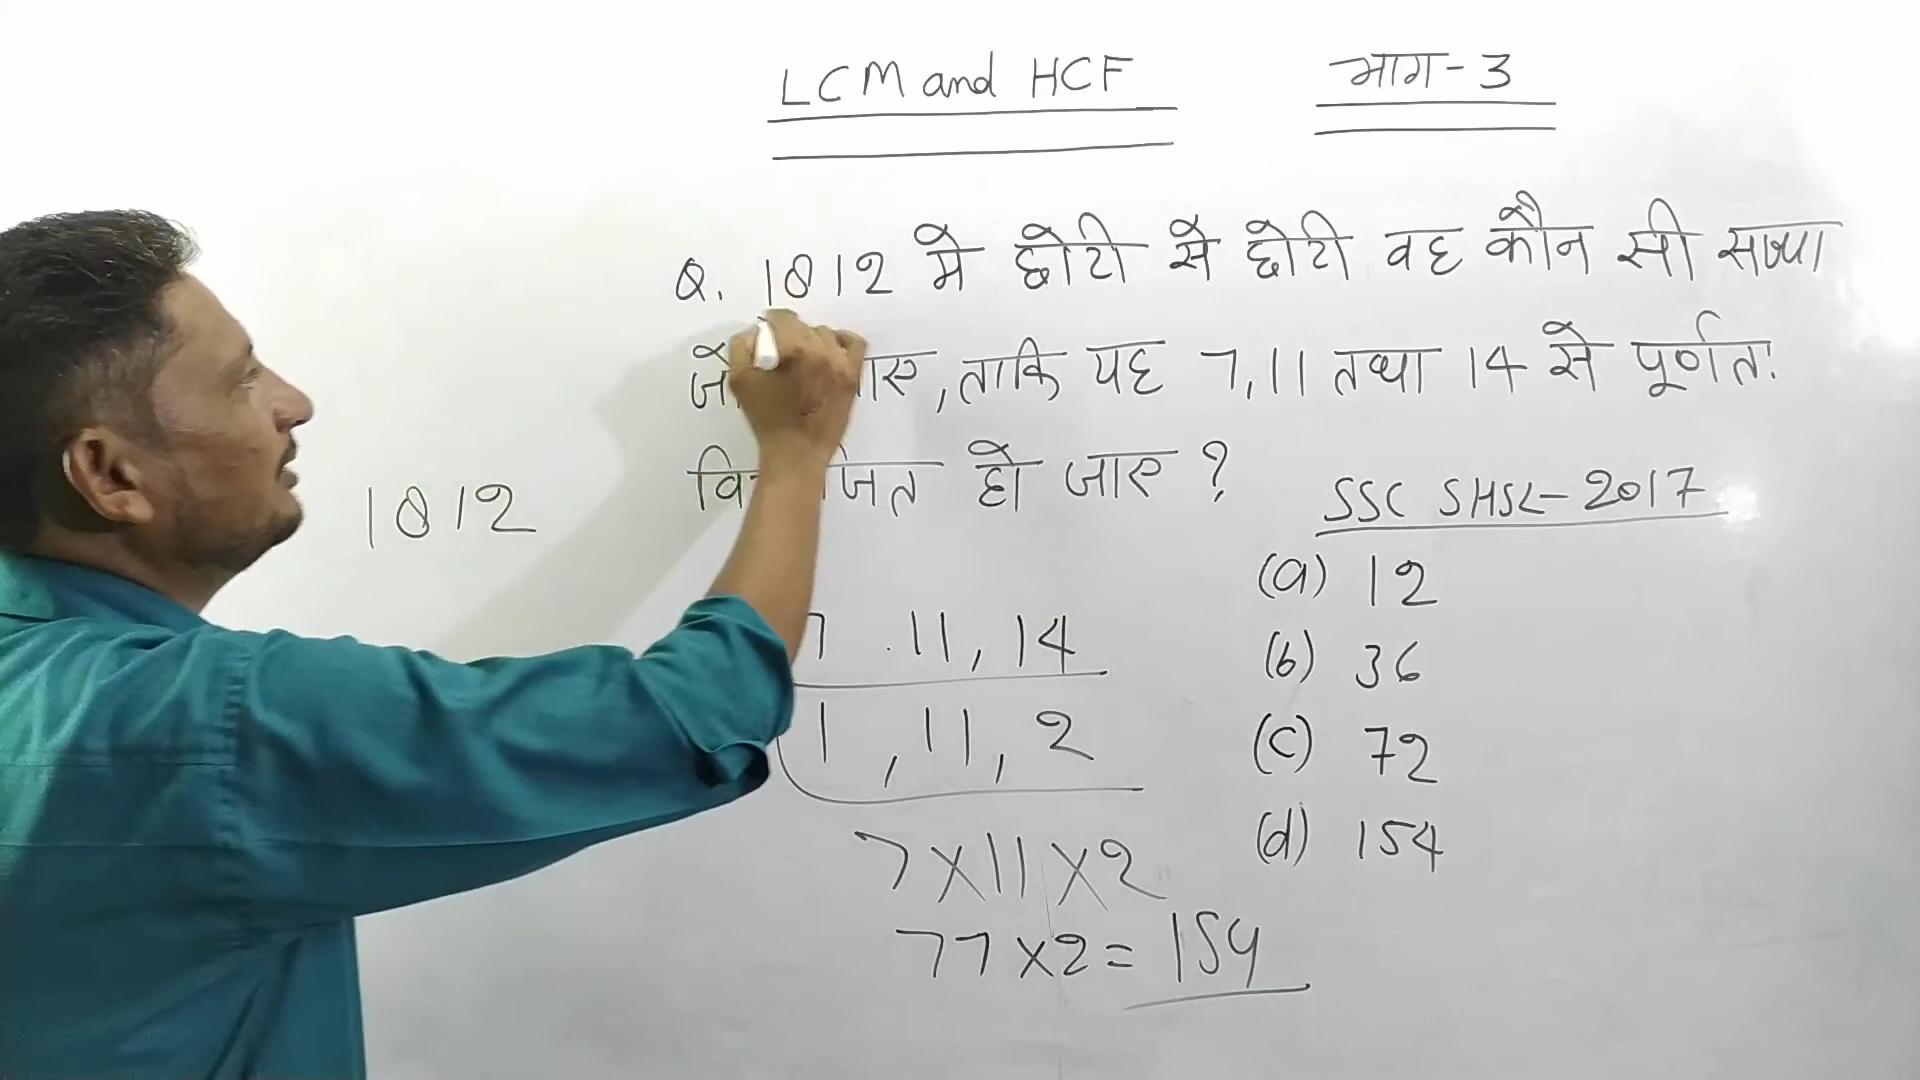 LCM and HCF भाग-3
Q. 1812 मे छोटी से छोटी वह कौन सी सख्या
जाए, ताकि यह 7, 11 तथा 14 से पूर्णत:
हो जाए ?
SSC SHSL-2017
1812
(a) 12
(b) 36
(c) 72
(d) 154
7 . 11, 14
1, 11, 2
7×11×2
77×2= 154